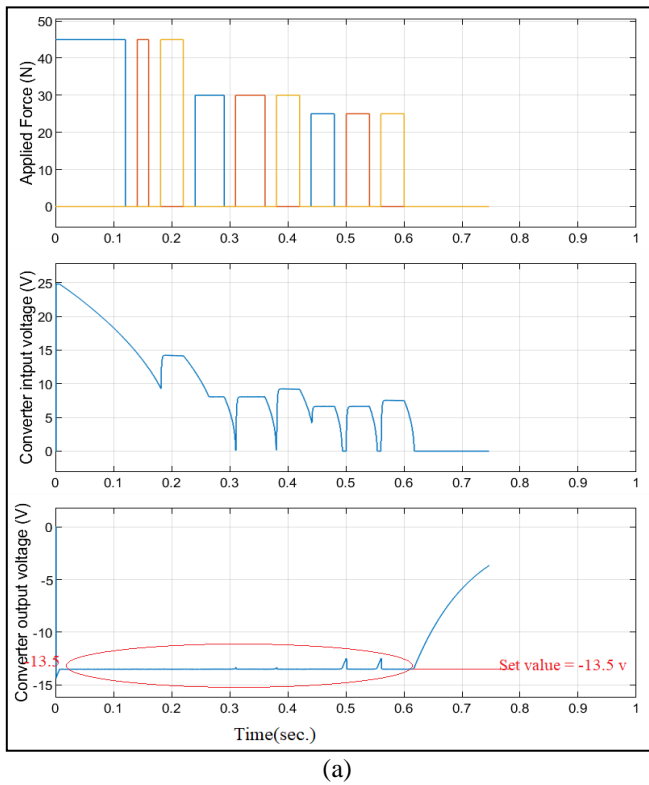 50
40
30
20
10
0
Applied Force (N)
0 0.1 0.2 0.3 0.4 0.5 0.6 0.7 0.8 0.9 1
25
20
15
10
5
0
Converter intput voltage (V)
0 0.1 0.2 0.3 0.4 0.5 0.6 0.7 0.8 0.9 1
0
-5
-10
-13.5
-15
Converter output voltage (V)
Set value = -13.5 v
0 0.1 0.2 0.3 0.4 0.5 0.6 0.7 0.8 0.9 1
Time(sec.)
(a)